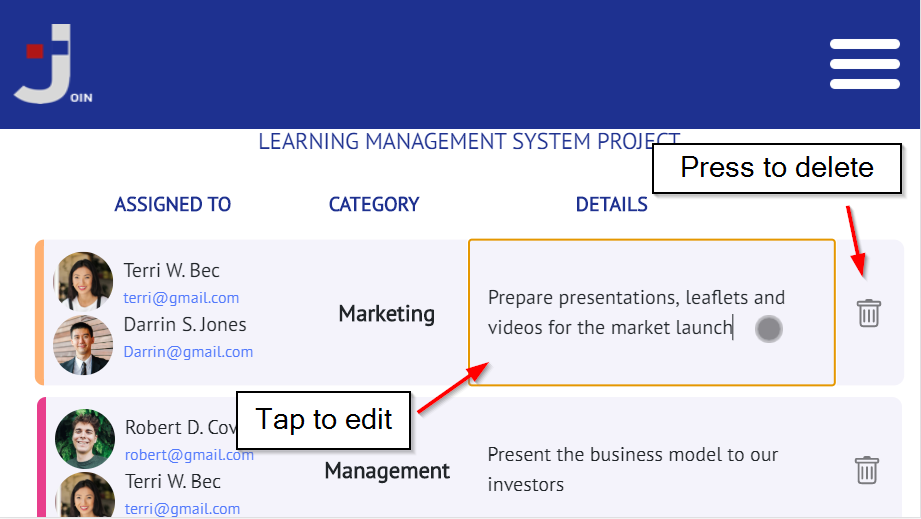 JOIN
LEARNING MANAGEMENT SYSTEM PROJECT
Press to delete
ASSIGNED TO CATEGORY DETAILS
Terri W. Bec
terri@gmail.com
Darrin S. Jones
Darrin@gmail.com
Marketing
Prepare presentations, leaflets and
videos for the market launch
Tap to edit
Robert D. Cov
robert@gmail.com
Terri W. Bec
terri@gmail.com
Management
Present the business model to our
investors